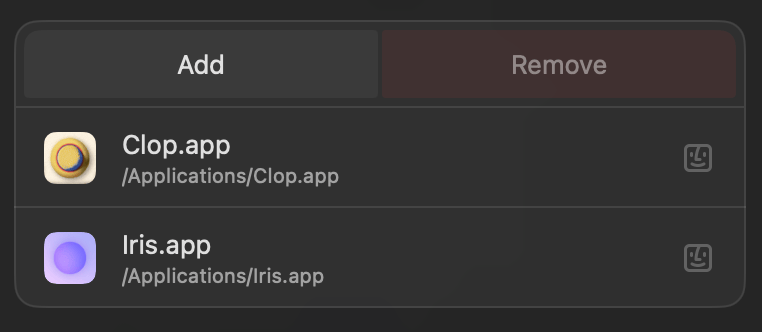 Add
Remove
Clop.app
/Applications/Clop.app
Iris.app
/Applications/Iris.app